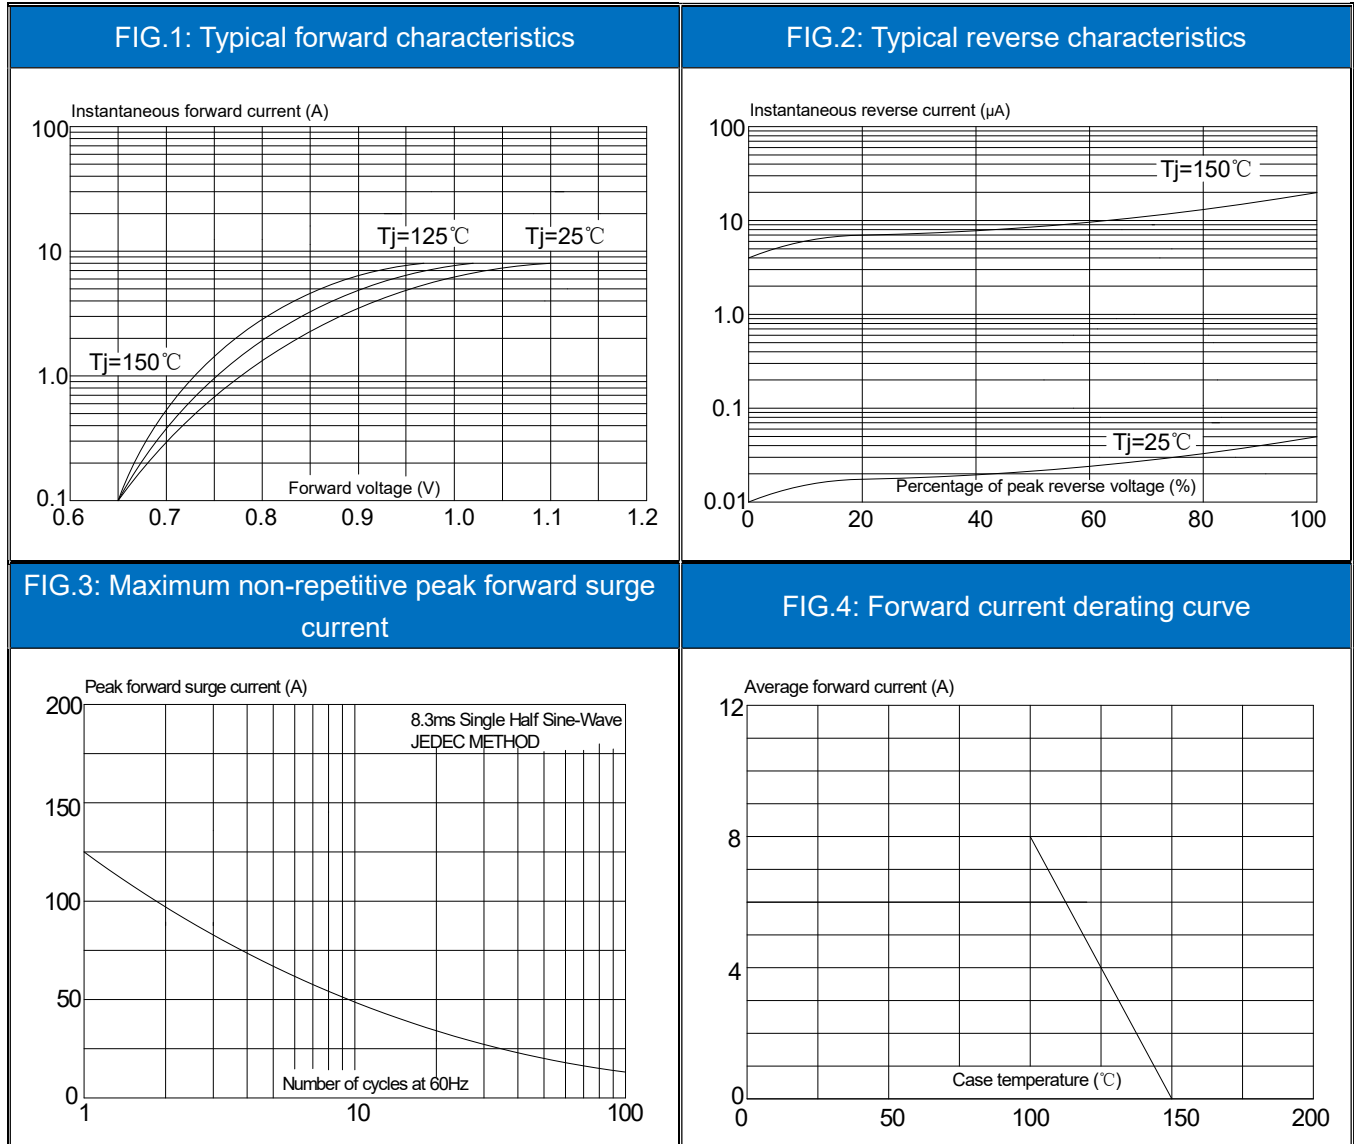 FIG.1: Typical forward characteristics
Instantaneous forward current (A)
100
10
1.0
0.1
Tj=125℃
Tj=25℃
Tj=150℃
Forward voltage (V)
0.6 0.7 0.8 0.9 1.0 1.1 1.2
FIG.2: Typical reverse characteristics
Instantaneous reverse current (μA)
100
10
1.0
0.1
0.01
Tj=150℃
Tj=25℃
Percentage of peak reverse voltage (%)
0 20 40 60 80 100
FIG.3: Maximum non-repetitive peak forward surge
current
Peak forward surge current (A)
200
150
100
50
0
8.3ms Single Half Sine-Wave
JEDEC METHOD
Number of cycles at 60Hz
1 10 100
FIG.4: Forward current derating curve
Average forward current (A)
12
8
4
0
Case temperature (℃)
0 50 100 150 200